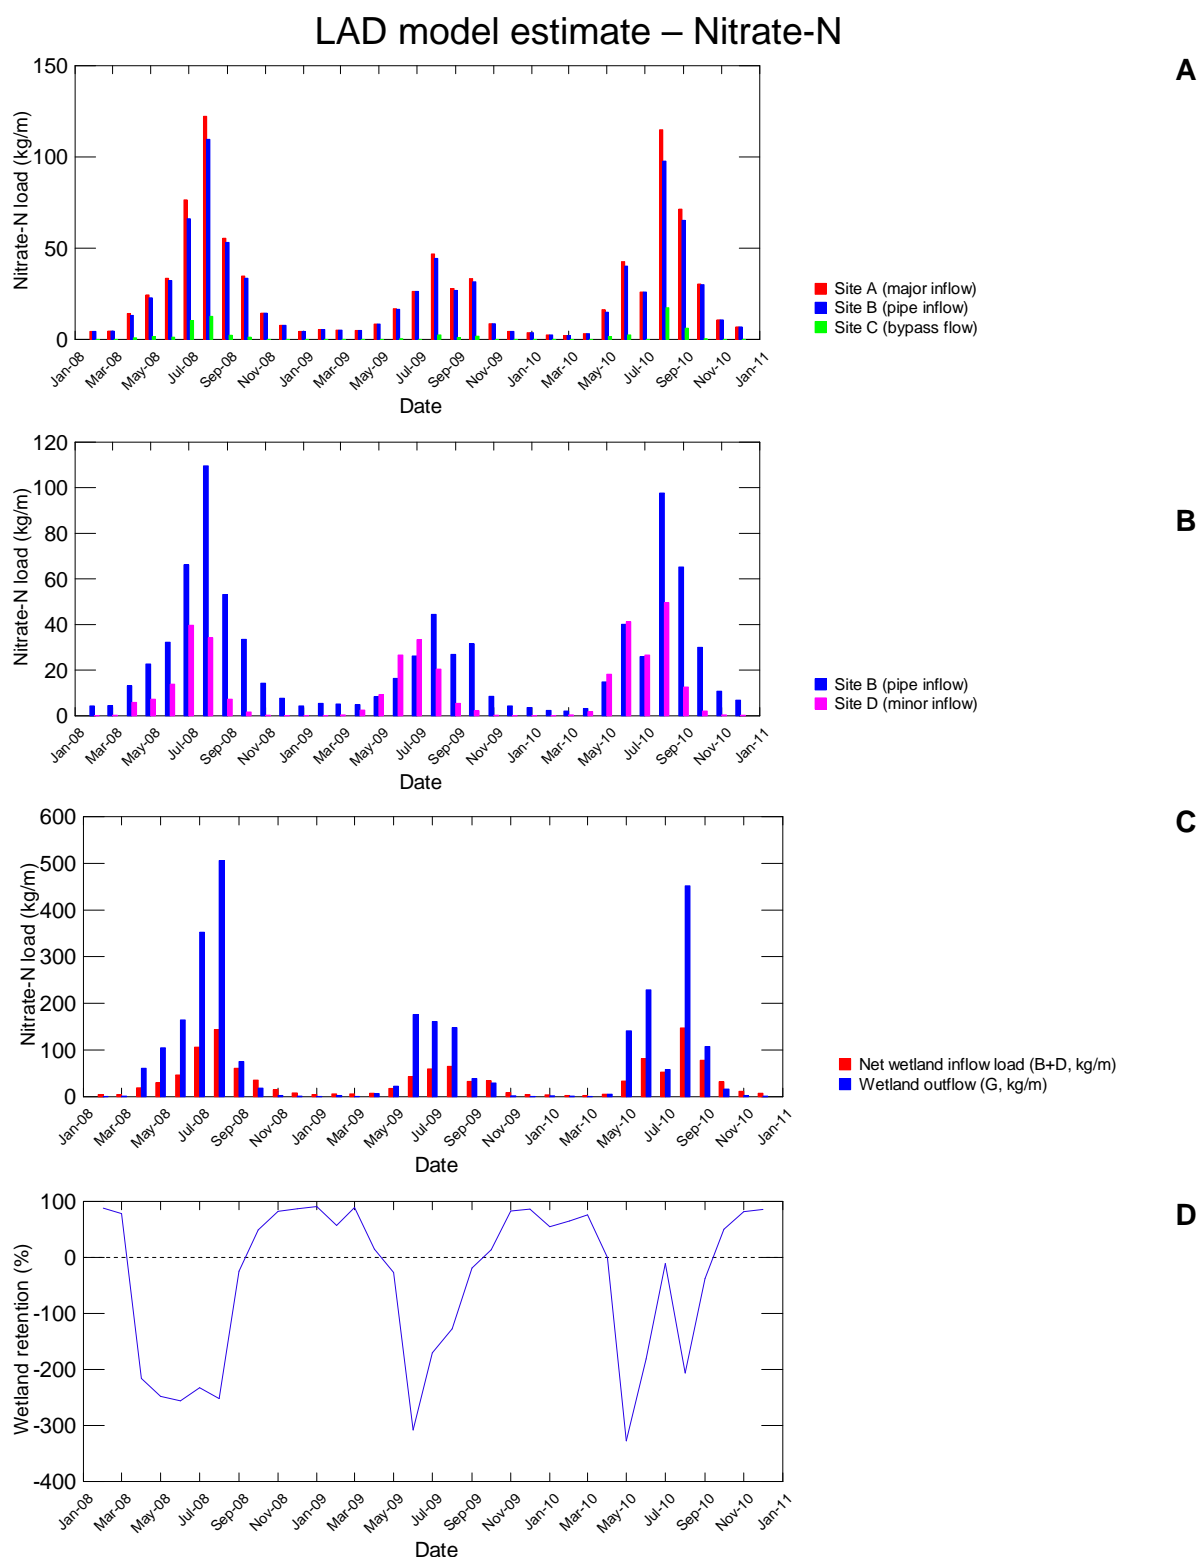 LAD model estimate – Nitrate-N
A
Nitrate-N load (kg/m)
150
100
50
0
Jan-08
Mar-08
May-08
Jul-08
Sep-08
Nov-08
Jan-09
Mar-09
May-09
Jul-09
Sep-09
Nov-09
Jan-10
Mar-10
May-10
Jul-10
Sep-10
Nov-10
Jan-11
Date
Site A (major inflow)
Site B (pipe inflow)
Site C (bypass flow)
B
Nitrate-N load (kg/m)
120
100
80
60
40
20
0
Jan-08
Mar-08
May-08
Jul-08
Sep-08
Nov-08
Jan-09
Mar-09
May-09
Jul-09
Sep-09
Nov-09
Jan-10
Mar-10
May-10
Jul-10
Sep-10
Nov-10
Jan-11
Date
Site B (pipe inflow)
Site D (minor inflow)
C
Nitrate-N load (kg/m)
600
500
400
300
200
100
0
Jan-08
Mar-08
May-08
Jul-08
Sep-08
Nov-08
Jan-09
Mar-09
May-09
Jul-09
Sep-09
Nov-09
Jan-10
Mar-10
May-10
Jul-10
Sep-10
Nov-10
Jan-11
Date
Net wetland inflow load (B+D, kg/m)
Wetland outflow (G, kg/m)
D
Wetland retention (%)
100
0
-100
-200
-300
-400
Jan-08
Mar-08
May-08
Jul-08
Sep-08
Nov-08
Jan-09
Mar-09
May-09
Jul-09
Sep-09
Nov-09
Jan-10
Mar-10
May-10
Jul-10
Sep-10
Nov-10
Jan-11
Date